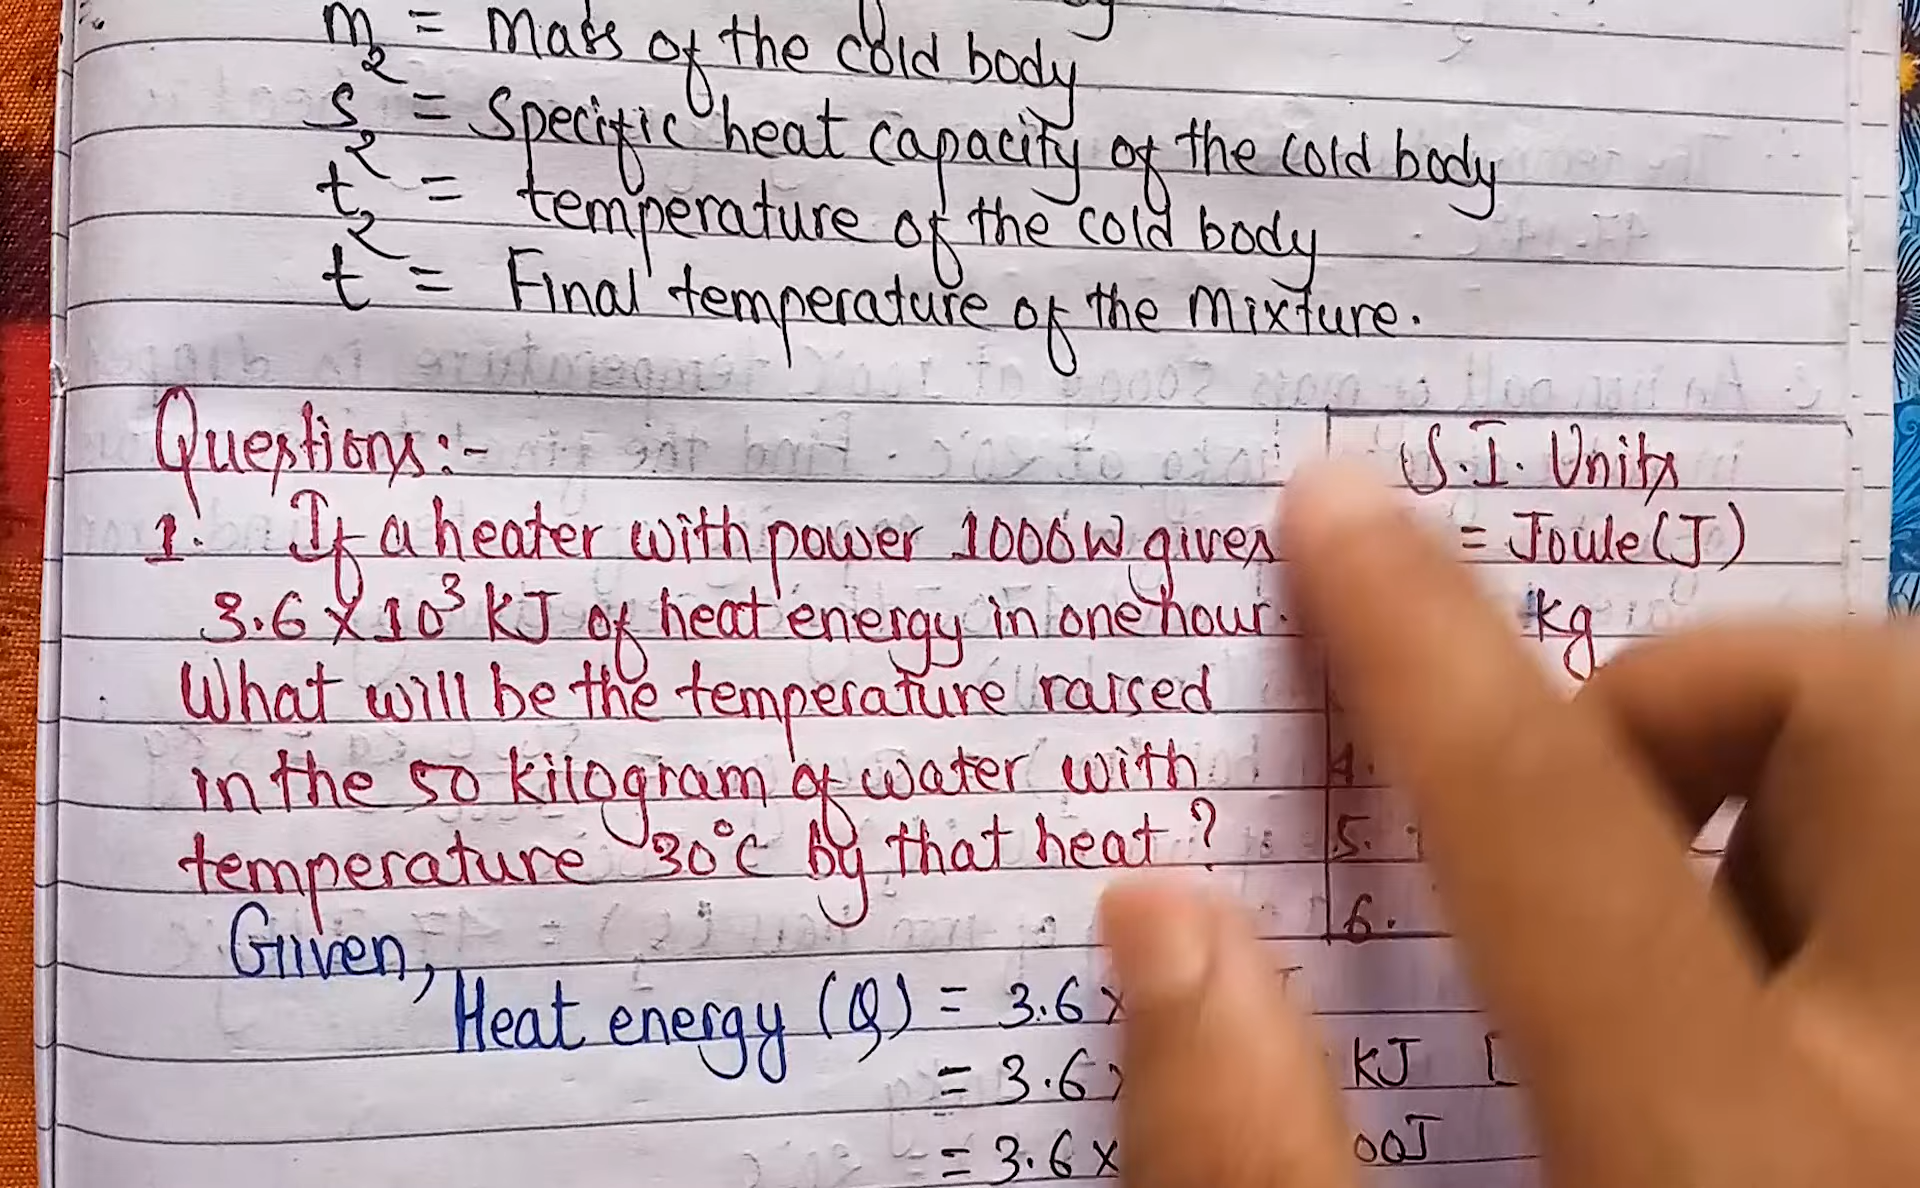 m₂ = Mass of the cold body
s₂ = Specific heat capacity of the cold body
t₂ = temperature of the cold body
t = Final temperature of the Mixture.
Questions:-
1. If a heater with power 1000W gives
3.6 x 10³ KJ of heat energy in one hour.
What will be the temperature raised
in the 50 kilogram of water with
temperature 30°C by that heat?
S.I. Units
= Joule (J)
kg
4.
5.
6.
Given,
Heat energy (Q) = 3.6 x
= 3.6 x KJ [
= 3.6 x 00J